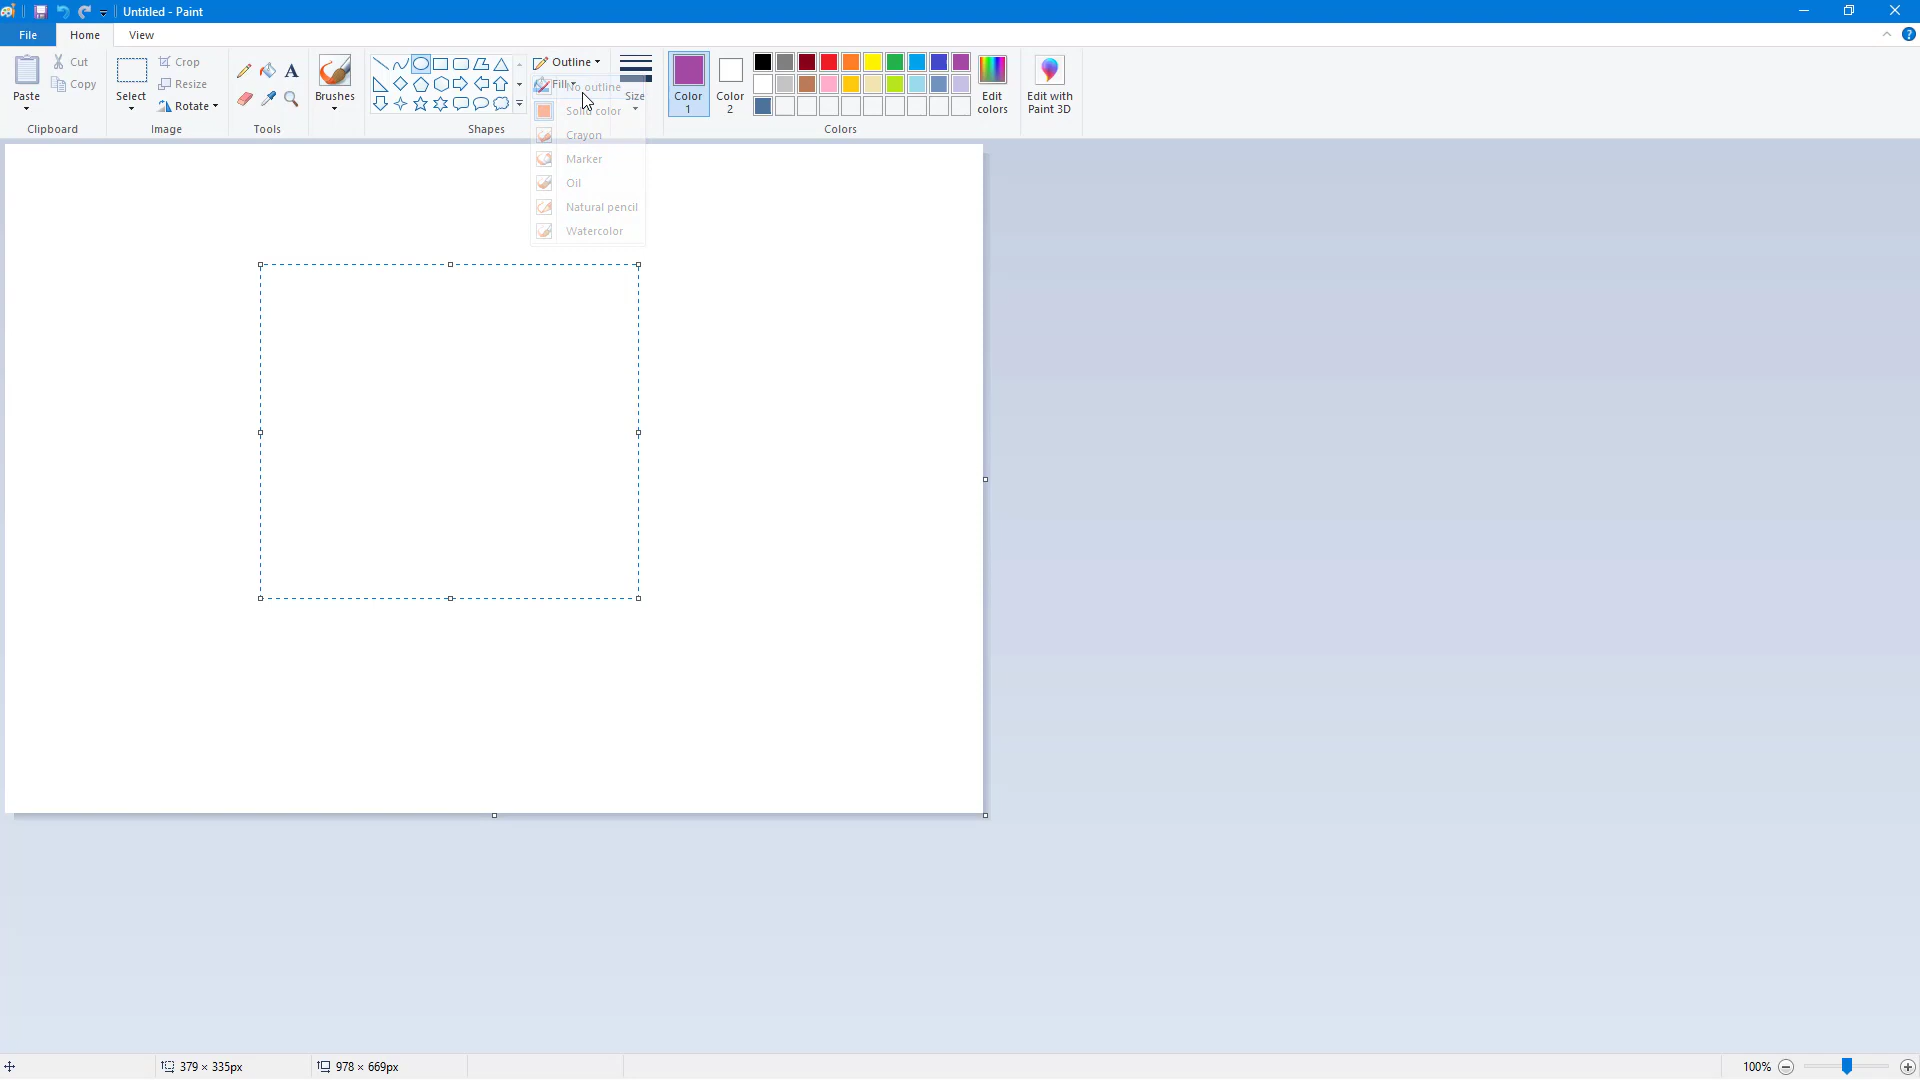 Untitled - Paint
File
Home
View
Paste
Cut
Copy
Clipboard
Select
Crop
Resize
Rotate
Image
A
Tools
Brushes
Shapes
Outline
Fill
No outline
Solid color
Crayon
Marker
Oil
Natural pencil
Watercolor
Size
Color
1
Color
2
Colors
Edit
colors
Edit with
Paint 3D
?
379 × 335px
978 × 669px
100%